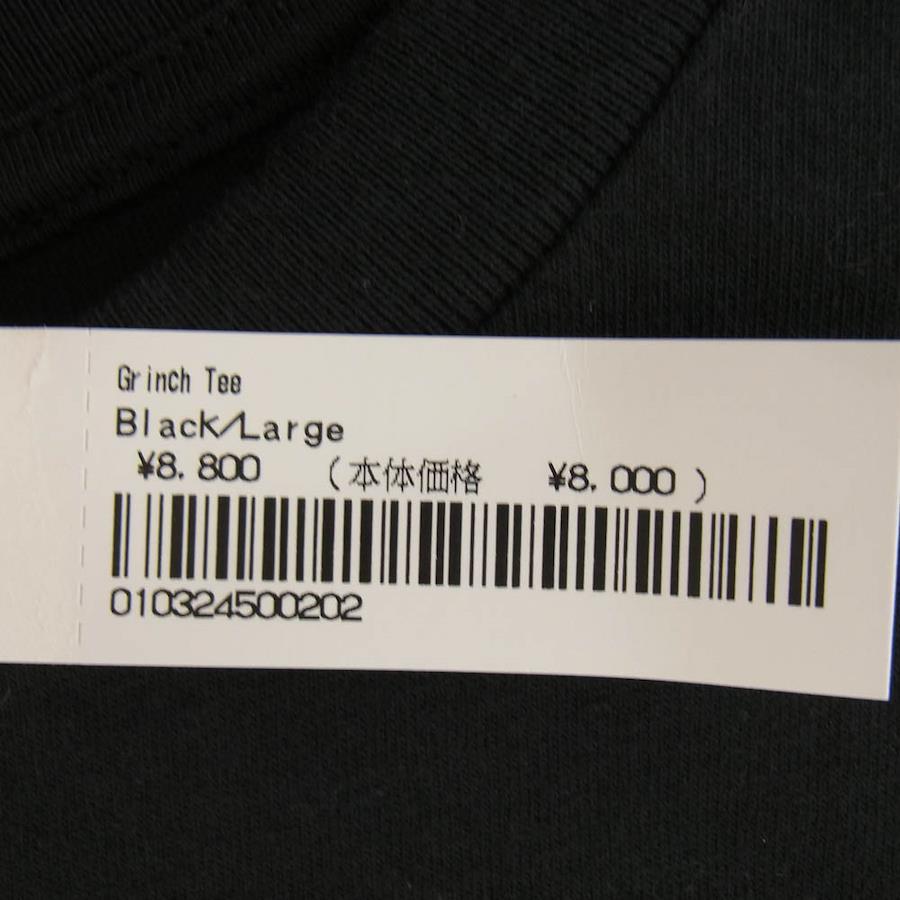 Grinch Tee
Black/Large
¥8.800 (本体価格 ¥8.000)
010324500202